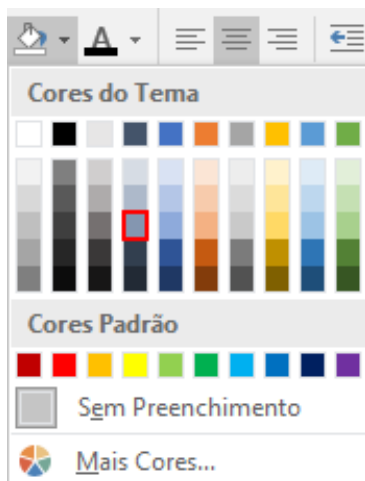 A
Cores do Tema
Cores Padrão
Sem Preenchimento
Mais Cores...